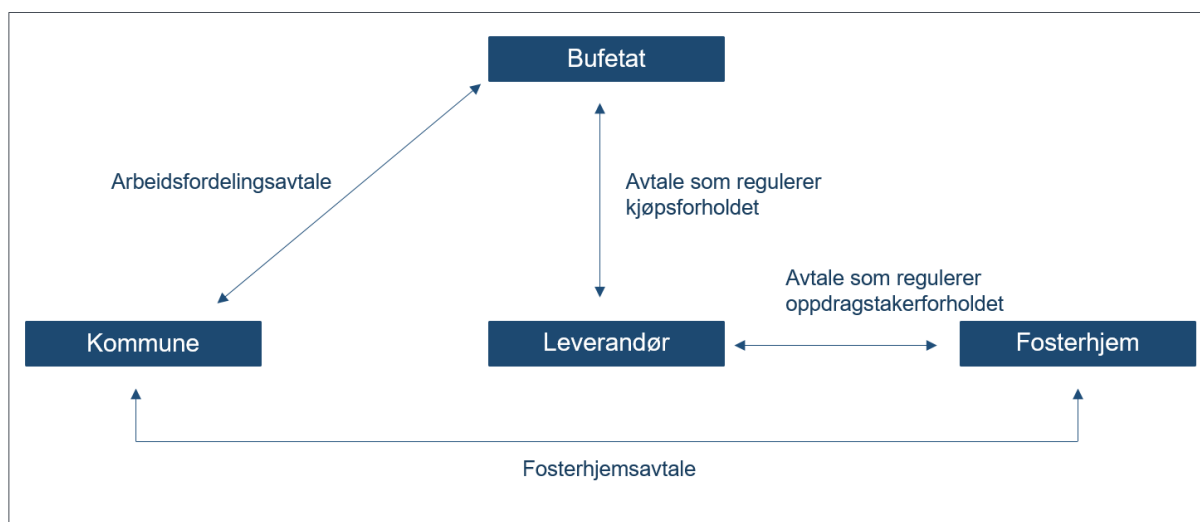 Bufetat
Arbeidsfordelingsavtale
Avtale som regulerer
kjøpsforholdet
Avtale som regulerer
oppdragstakerforholdet
Kommune
Leverandør
Fosterhjem
Fosterhjemsavtale